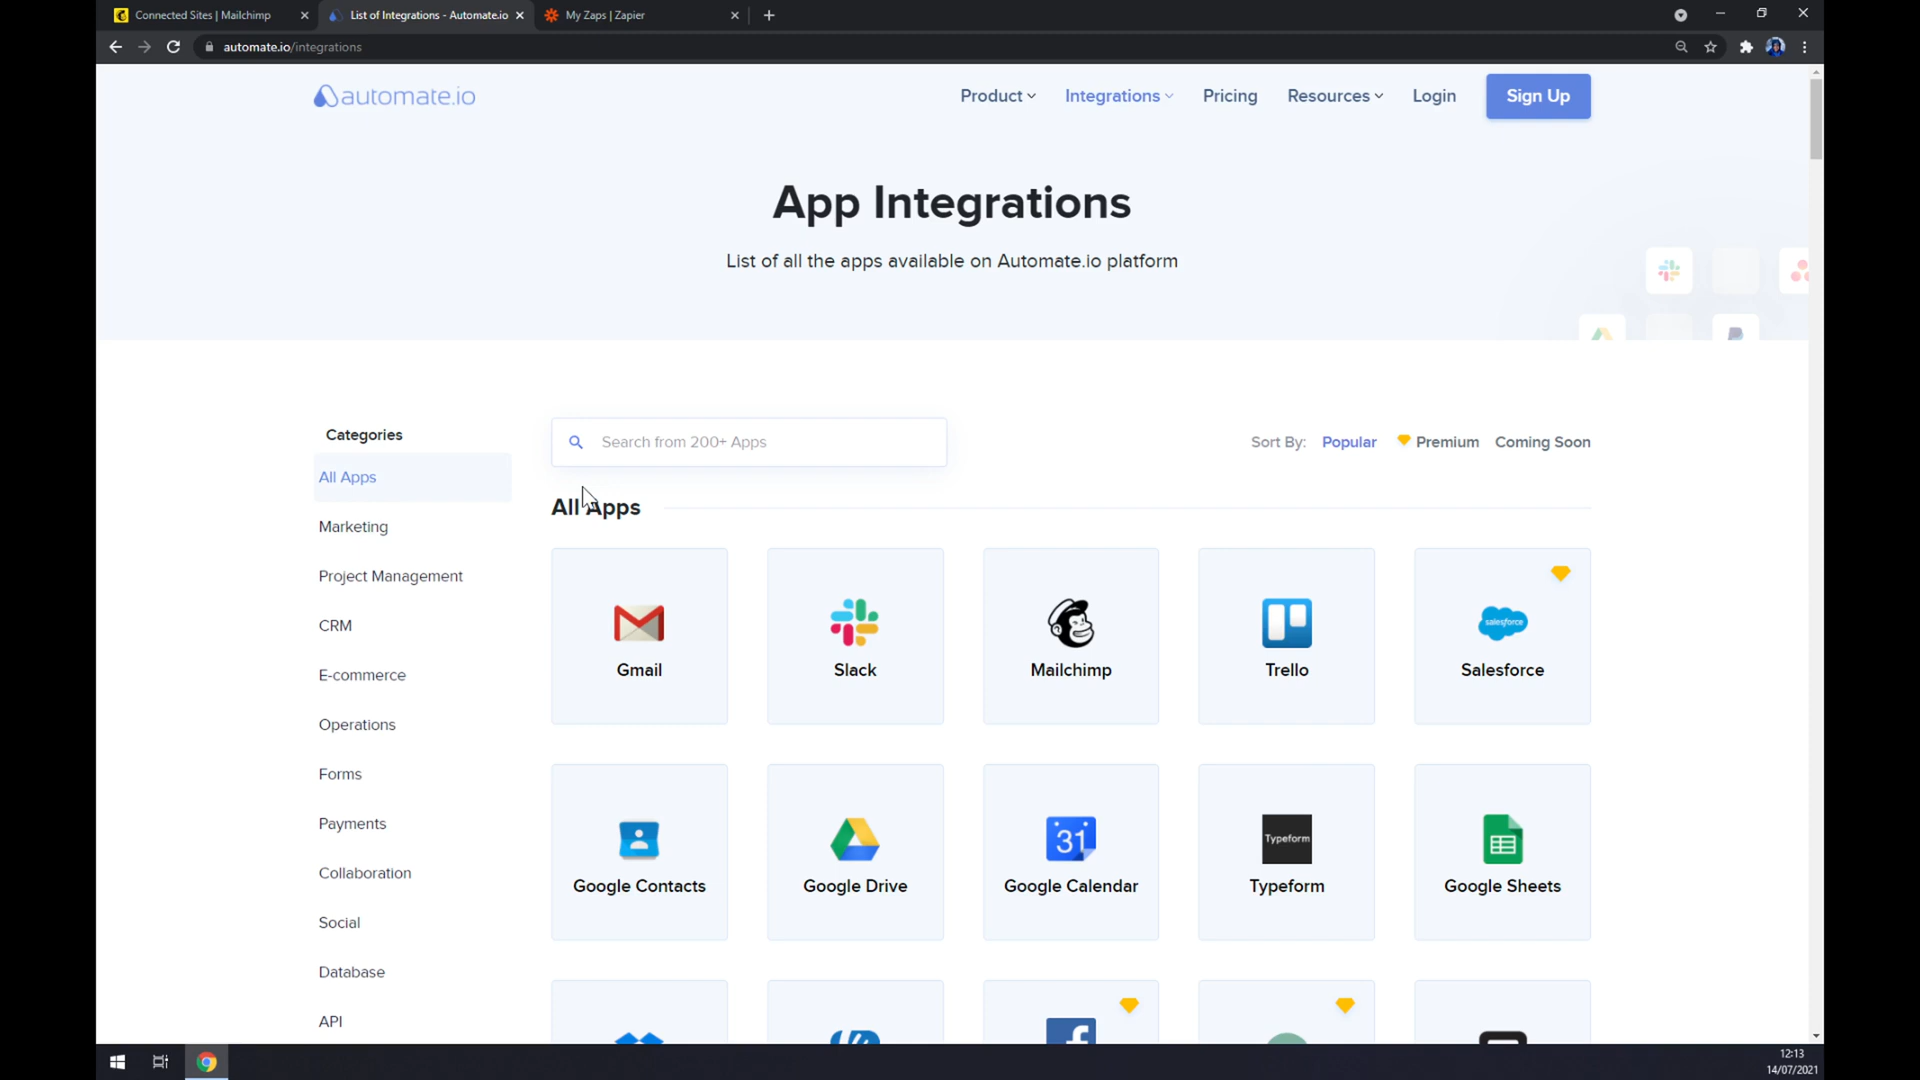 Connected Sites | Mailchimp
List of Integrations - Automate.io
My Zaps | Zapier
automate.io/integrations
automate.io
Product
Integrations
Pricing
Resources
Login
Sign Up
App Integrations
List of all the apps available on Automate.io platform
Categories
All Apps
Marketing
Project Management
CRM
E-commerce
Operations
Forms
Payments
Collaboration
Social
Database
API
Search from 200+ Apps
Sort By: Popular Premium Coming Soon
All Apps
Gmail
Slack
Mailchimp
Trello
salesforce
Salesforce
Google Contacts
Google Drive
31
Google Calendar
Typeform
Typeform
Google Sheets
12:13
14/07/2021